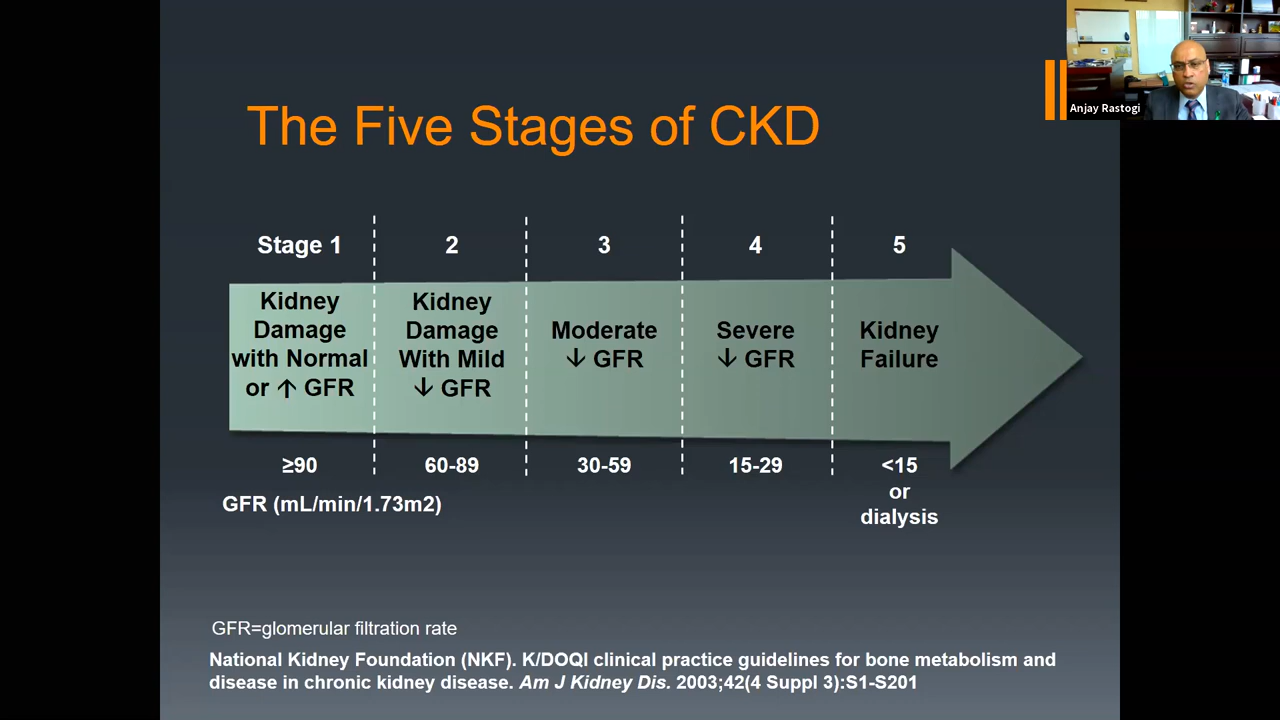 Anjay Rastogi
The Five Stages of CKD
Stage 1
2
3
4
5
Kidney
Damage
with Normal
or ↑ GFR
Kidney
Damage
With Mild
↓ GFR
Moderate
↓ GFR
Severe
↓ GFR
Kidney
Failure
≥90
60-89
30-59
15-29
<15
or
dialysis
GFR (mL/min/1.73m2)
GFR=glomerular filtration rate
National Kidney Foundation (NKF). K/DOQI clinical practice guidelines for bone metabolism and
disease in chronic kidney disease. Am J Kidney Dis. 2003;42(4 Suppl 3):S1-S201